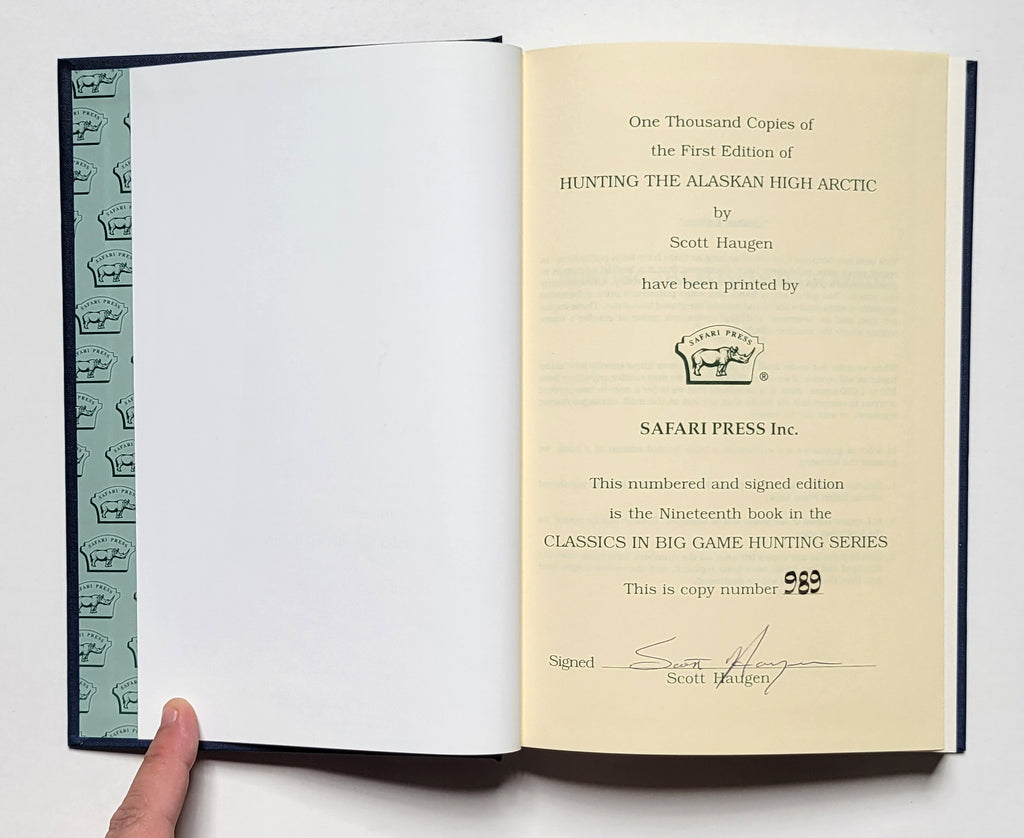 One Thousand Copies of
the First Edition of
HUNTING THE ALASKAN HIGH ARCTIC
by
Scott Haugen
have been printed by
SAFARI PRESS
®
SAFARI PRESS Inc.
This numbered and signed edition
is the Nineteenth book in the
CLASSICS IN BIG GAME HUNTING SERIES
This is copy number 989
Signed Scott Haugen
Scott Haugen